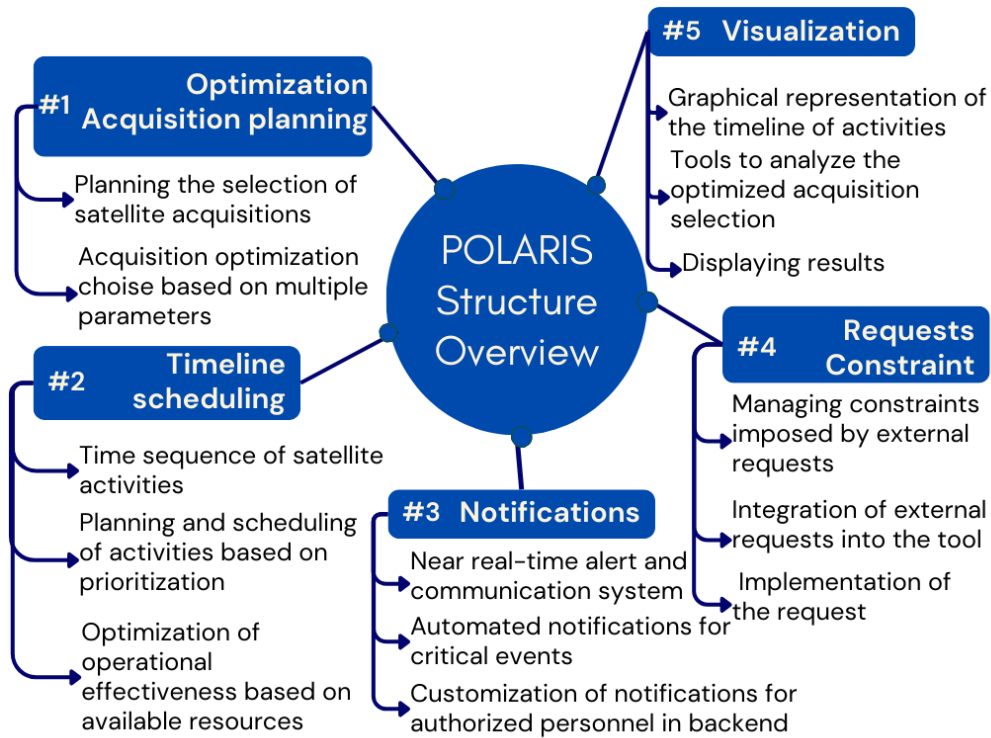 POLARIS
Structure
Overview
#1
Optimization
Acquisition planning
Planning the selection of
satellite acquisitions
Acquisition optimization
choise based on multiple
parameters
#2
Timeline
scheduling
Time sequence of satellite
activities
Planning and scheduling
of activities based on
prioritization
Optimization of
operational
effectiveness based on
available resources
#3 Notifications
Near real-time alert and
communication system
Automated notifications for
critical events
Customization of notifications for
authorized personnel in backend
#4
Requests
Constraint
Managing constraints
imposed by external
requests
Integration of external
requests into the tool
Implementation of
the request
#5 Visualization
Graphical representation of
the timeline of activities
Tools to analyze the
optimized acquisition
selection
Displaying results